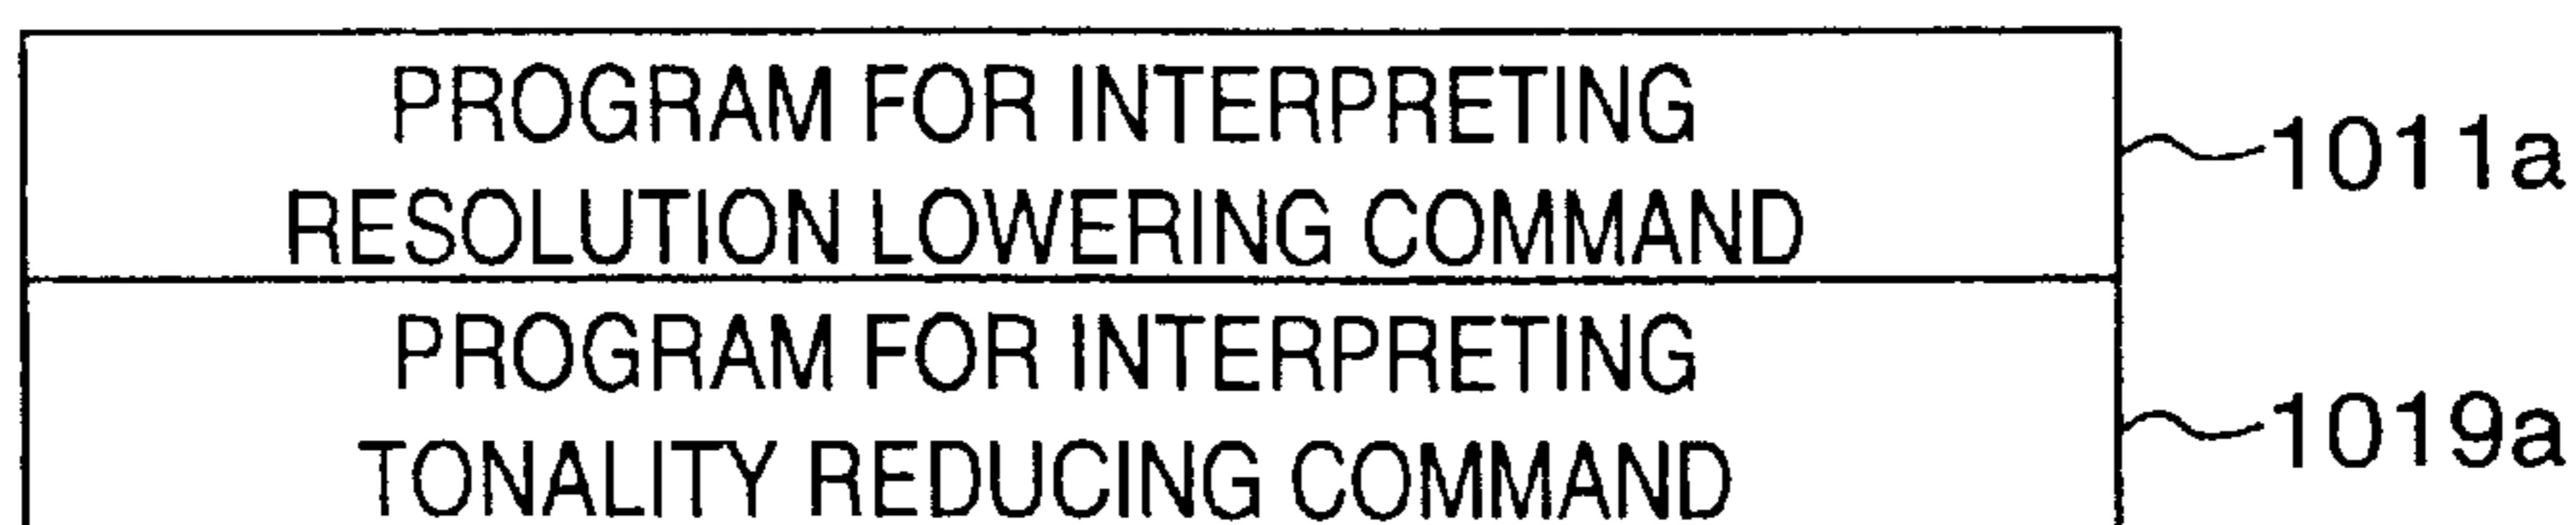 PROGRAM FOR INTERPRETING
RESOLUTION LOWERING COMMAND
1011a
PROGRAM FOR INTERPRETING
TONALITY REDUCING COMMAND
1019a